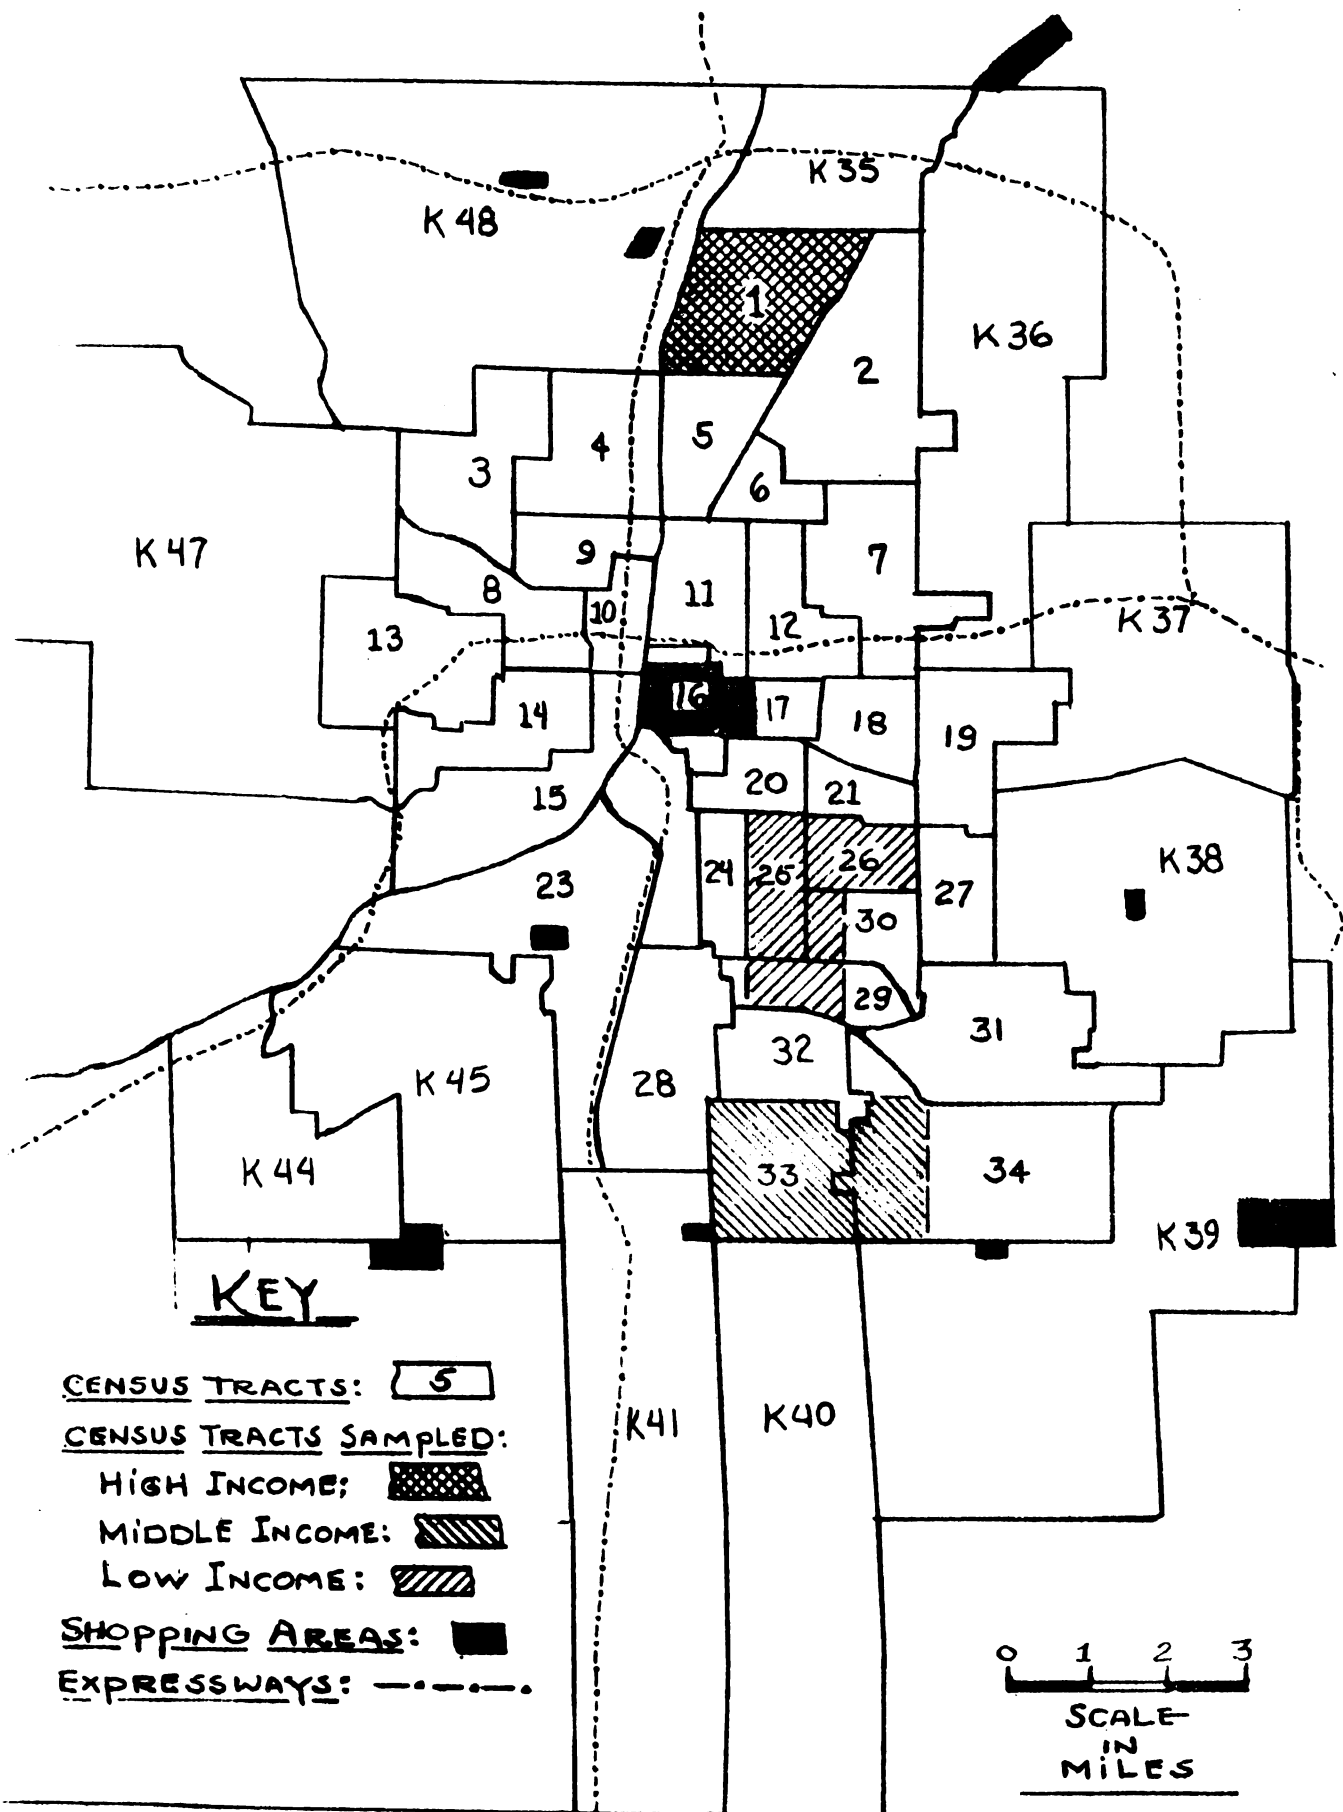 K 35
K 48
1
K 36
2
5
4
3
6
K 47
9
7
8
11
10
K 37
12
13
16
17
14
18
19
20
21
15
K 38
24
25
26
23
27
30
29
31
32
28
K 45
K 44
33
34
K 39
KEY
CENSUS TRACTS: 5
K41
K40
CENSUS TRACTS SAMPLED:
HIGH INCOME:
MIDDLE INCOME:
LOW INCOME:
SHOPPING AREAS:
EXPRESSWAYS:
0 1 2 3
SCALE
IN
MILES